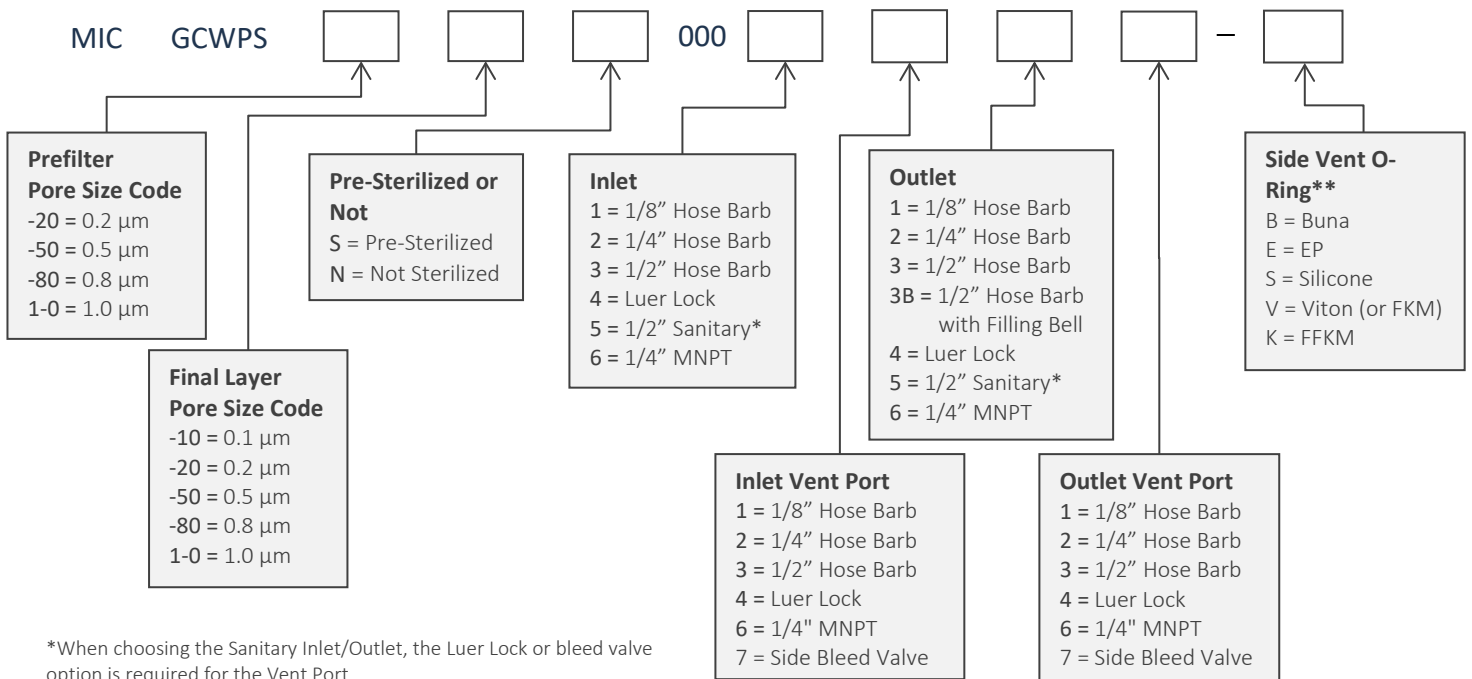 MIC GCWPS 000 –
Prefilter
Pore Size Code
-20 = 0.2 µm
-50 = 0.5 µm
-80 = 0.8 µm
1-0 = 1.0 µm
Final Layer
Pore Size Code
-10 = 0.1 µm
-20 = 0.2 µm
-50 = 0.5 µm
-80 = 0.8 µm
1-0 = 1.0 µm
Pre-Sterilized or
Not
S = Pre-Sterilized
N = Not Sterilized
Inlet
1 = 1/8” Hose Barb
2 = 1/4” Hose Barb
3 = 1/2” Hose Barb
4 = Luer Lock
5 = 1/2” Sanitary*
6 = 1/4” MNPT
Inlet Vent Port
1 = 1/8” Hose Barb
2 = 1/4” Hose Barb
3 = 1/2” Hose Barb
4 = Luer Lock
6 = 1/4" MNPT
7 = Side Bleed Valve
Outlet
1 = 1/8” Hose Barb
2 = 1/4” Hose Barb
3 = 1/2” Hose Barb
3B = 1/2” Hose Barb
with Filling Bell
4 = Luer Lock
5 = 1/2” Sanitary*
6 = 1/4” MNPT
Outlet Vent Port
1 = 1/8” Hose Barb
2 = 1/4” Hose Barb
3 = 1/2” Hose Barb
4 = Luer Lock
6 = 1/4" MNPT
7 = Side Bleed Valve
Side Vent O-
Ring**
B = Buna
E = EP
S = Silicone
V = Viton (or FKM)
K = FFKM
*When choosing the Sanitary Inlet/Outlet, the Luer Lock or bleed valve
option is required for the Vent Port